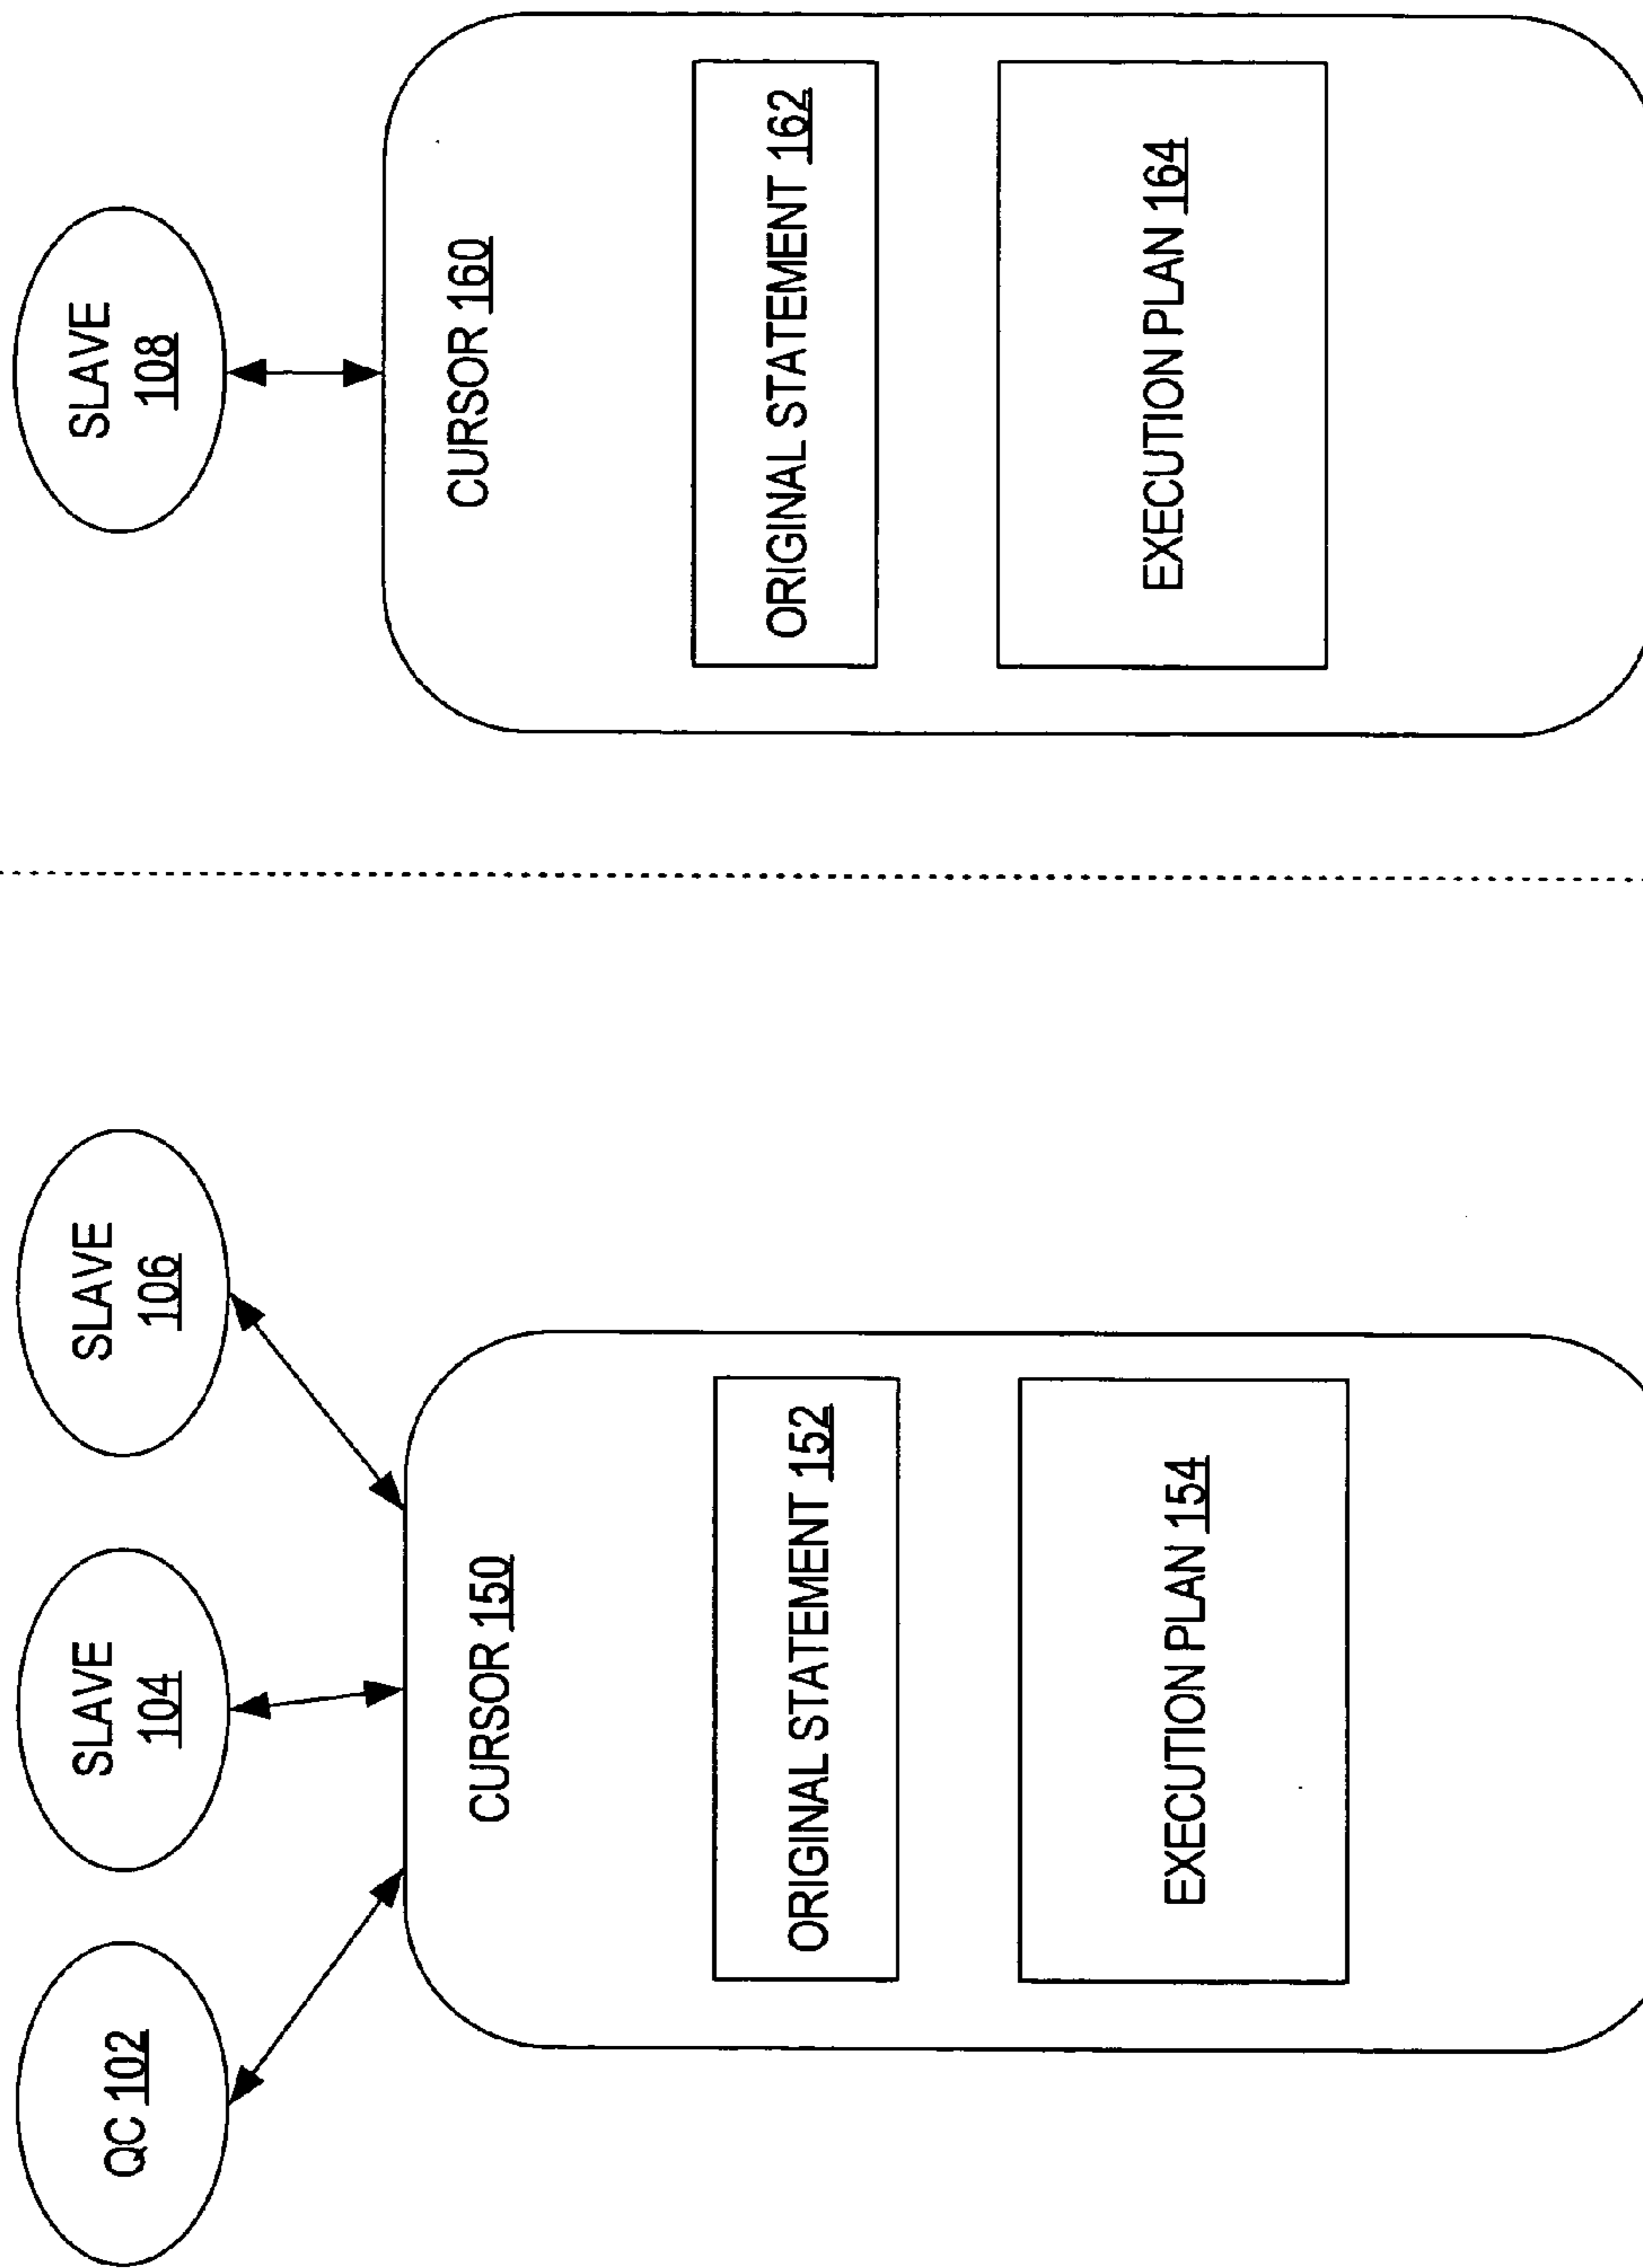 QC 102
SLAVE
104
SLAVE
106
SLAVE
108
CURSOR 150
ORIGINAL STATEMENT 152
EXECUTION PLAN 154
CURSOR 160
ORIGINAL STATEMENT 162
EXECUTION PLAN 164